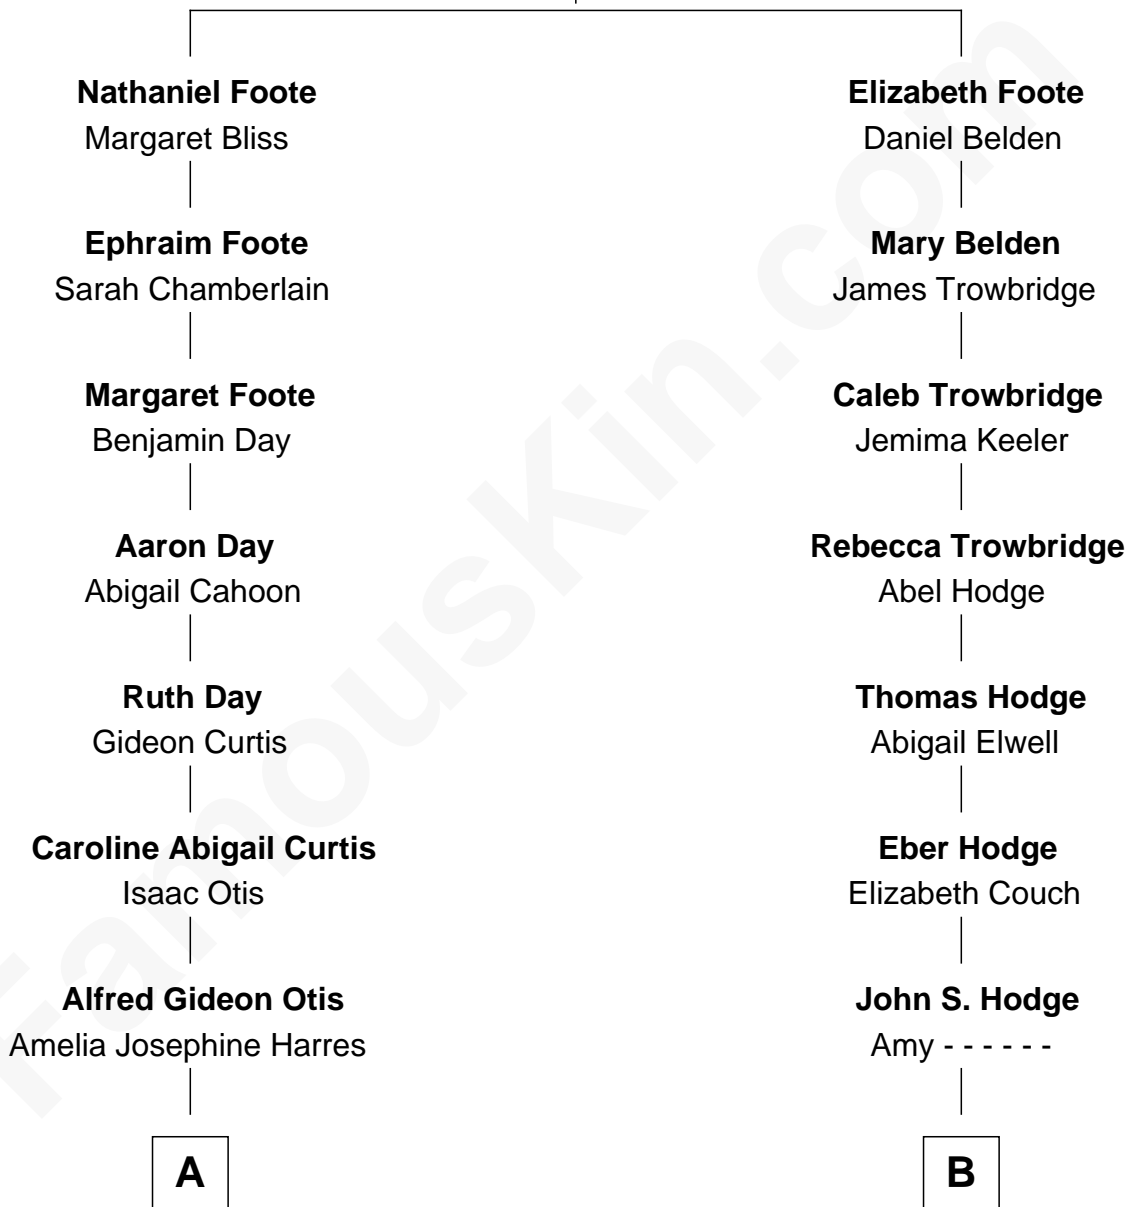 Nathaniel Foote
Margaret Bliss
Ephraim Foote
Sarah Chamberlain
Margaret Foote
Benjamin Day
Aaron Day
Abigail Cahoon
Ruth Day
Gideon Curtis
Caroline Abigail Curtis
Isaac Otis
Alfred Gideon Otis
Amelia Josephine Harres
A
Elizabeth Foote
Daniel Belden
Mary Belden
James Trowbridge
Caleb Trowbridge
Jemima Keeler
Rebecca Trowbridge
Abel Hodge
Thomas Hodge
Abigail Elwell
Eber Hodge
Elizabeth Couch
John S. Hodge
Amy - - - - - -
B
FamousKin.com